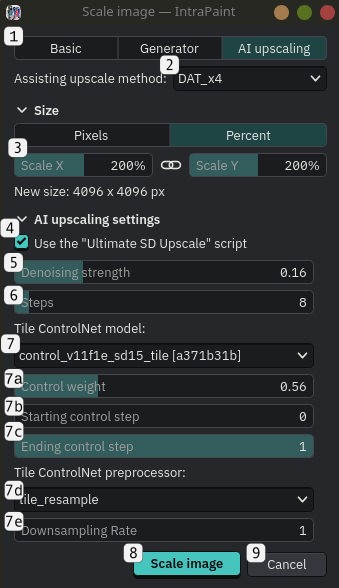 Scale image — IntraPaint
1
Basic Generator AI upscaling
2
Assisting upscale method: DAT_x4
Size
Pixels Percent
3
Scale X 200% Scale Y 200%
New size: 4096 x 4096 px
AI upscaling settings
4
Use the "Ultimate SD Upscale" script
5
Denoising strength 0.16
6
Steps 8
Tile ControlNet model:
7
control_v11f1e_sd15_tile [a371b31b]
7a
Control weight 0.56
7b
Starting control step 0
7c
Ending control step 1
Tile ControlNet preprocessor:
7d
tile_resample
7e
Downsampling Rate 1
8 Scale image 9 Cancel